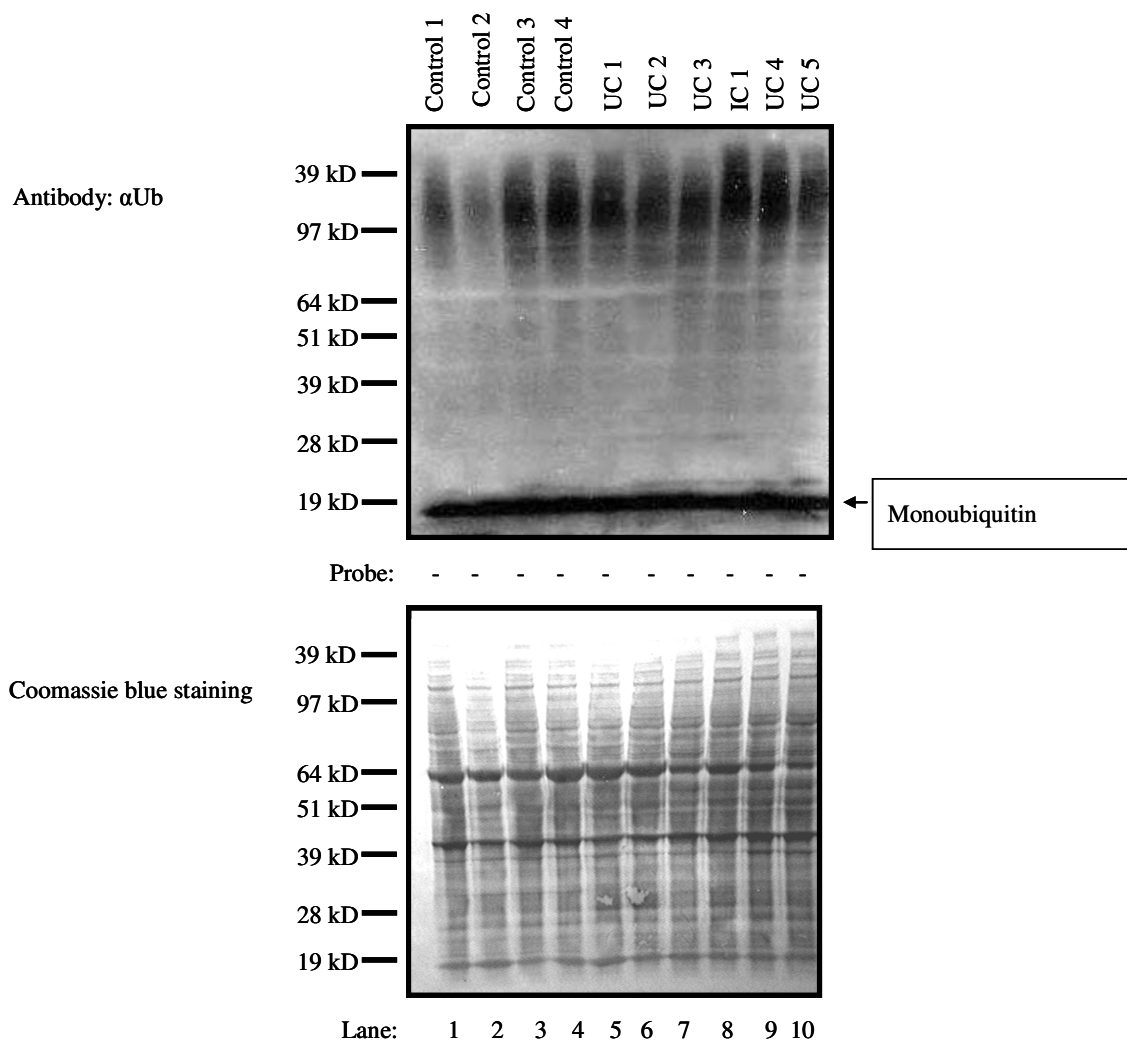 Control 1
Control 2
Control 3
Control 4
UC 1
UC 2
UC 3
IC 1
UC 4
UC 5
Antibody: αUb
39 kD
97 kD
64 kD
51 kD
39 kD
28 kD
19 kD
Monoubiquitin
Probe: - - - - - - - - - -
Coomassie blue staining
39 kD
97 kD
64 kD
51 kD
39 kD
28 kD
19 kD
Lane: 1 2 3 4 5 6 7 8 9 10